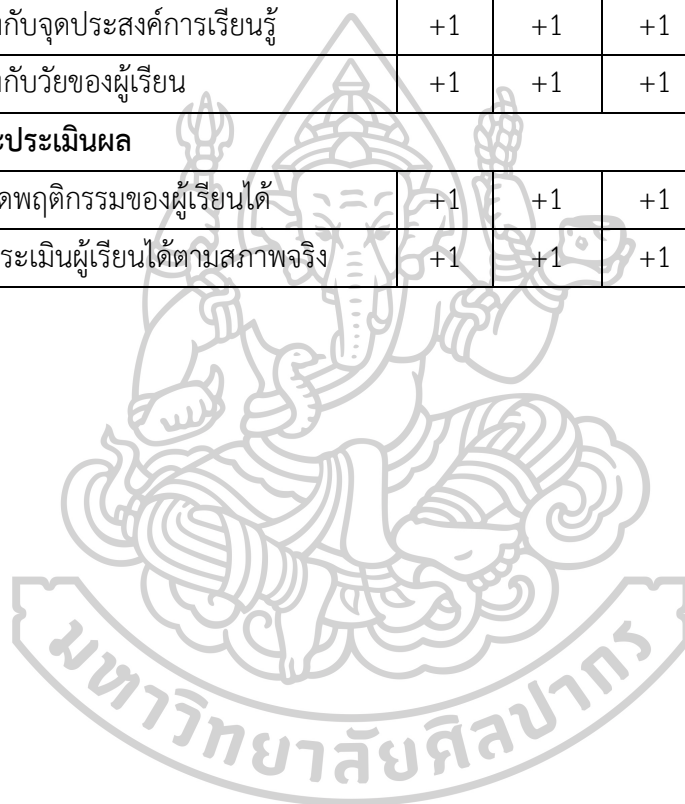 กับจุดประสงค์การเรียนรู้ +1 +1 +1
กับวัยของผู้เรียน +1 +1 +1
ประเมินผล
พฤติกรรมของผู้เรียนได้ +1 +1 +1
ระเมินผู้เรียนได้ตามสภาพจริง +1 +1 +1
มหาวิทยาลัยศิลปากร